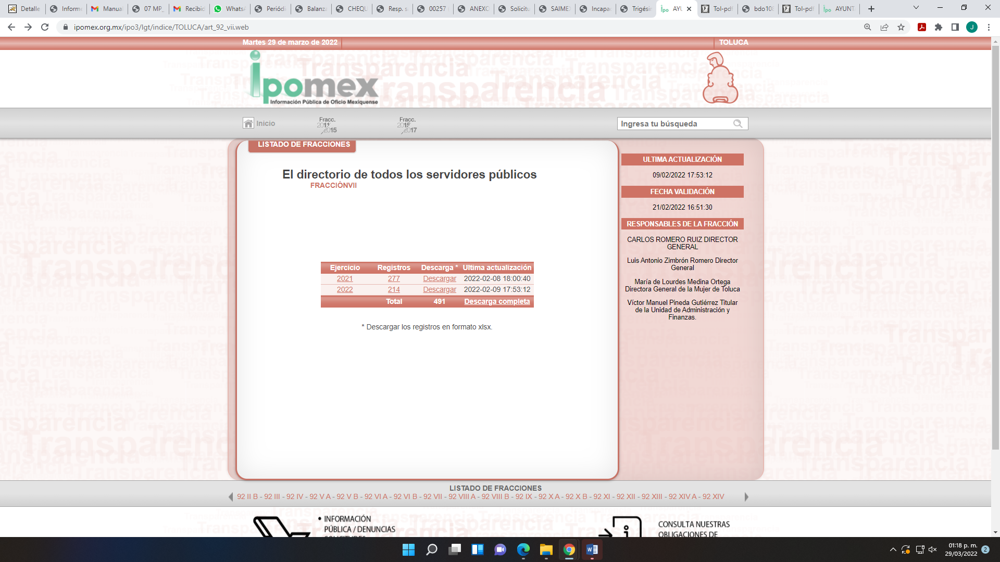 Detalle
Informe
Manual
07 MP_
Recibid
WhatsA
Periódi
Balanza
CHEQU
Resp. s
00257
ANEXO
Solicitu
SAIMEX
Incapac
Trigésin
AYU
Tol-pdf
bdo108
Tol-pdf
AYUNTA
ipomex.org.mx/ipo3/lgt/indice/TOLUCA/art_92_vii.web
J
Martes 29 de marzo de 2022
TOLUCA
ipomex
Información Pública de Oficio Mexiquense
Inicio
Fracc.
2011
2015
Fracc.
2015
2017
Ingresa tu búsqueda
LISTADO DE FRACCIONES
El directorio de todos los servidores públicos
FRACCIÓNVII
Ejercicio Registros Descarga * Ultima actualización
2021 277 Descargar 2022-02-08 18:00:40
2022 214 Descargar 2022-02-09 17:53:12
Total 491 Descarga completa
* Descargar los registros en formato xlsx.
ULTIMA ACTUALIZACIÓN
09/02/2022 17:53:12
FECHA VALIDACIÓN
21/02/2022 16:51:30
RESPONSABLES DE LA FRACCIÓN
CARLOS ROMERO RUIZ DIRECTOR
GENERAL
Luis Antonio Zimbrón Romero Director
General
María de Lourdes Medina Ortega
Directora General de la Mujer de Toluca
Víctor Manuel Pineda Gutiérrez Titular
de la Unidad de Administración y
Finanzas.
LISTADO DE FRACCIONES
92 II B - 92 III - 92 IV - 92 V A - 92 V B - 92 VI A - 92 VI B - 92 VII - 92 VIII A - 92 VIII B - 92 IX - 92 X A - 92 X B - 92 XI - 92 XII - 92 XIII - 92 XIV A - 92 XIV
• INFORMACIÓN
PÚBLICA / DENUNCIAS
SOLICITUDES
CONSULTA NUESTRAS
OBLIGACIONES DE
01:18 p. m.
29/03/2022
2